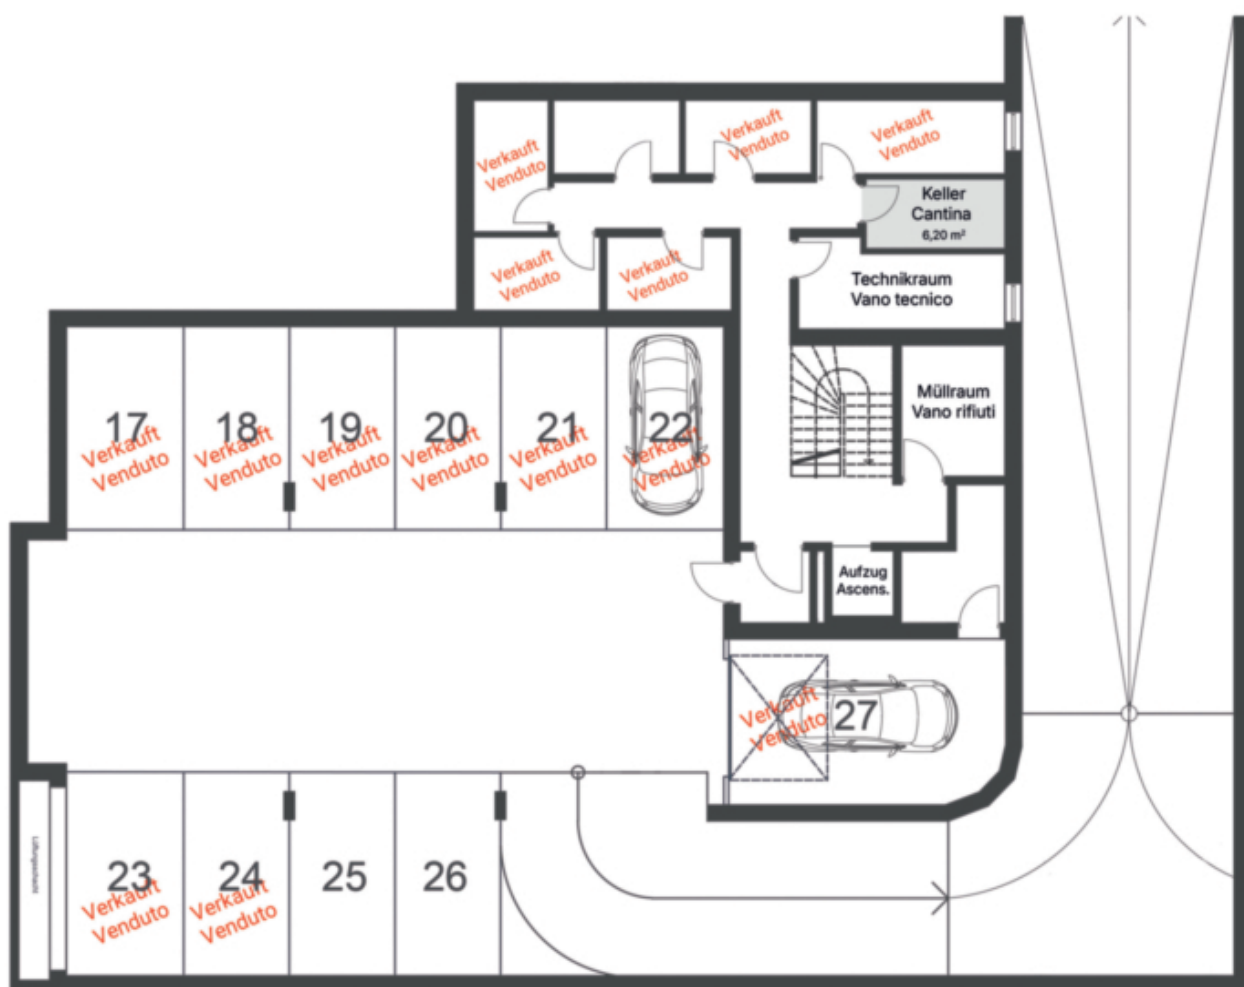 Verkauft
Venduto
Verkauft
Venduto
Verkauft
Venduto
Keller
Cantina
6,20 m²
Verkauft
Venduto
Verkauft
Venduto
Technikraum
Vano tecnico
Müllraum
Vano rifiuti
17
Verkauft
Venduto
18
Verkauft
Venduto
19
Verkauft
Venduto
20
Verkauft
Venduto
21
Verkauft
Venduto
22
Verkauft
Venduto
Aufzug
Ascens.
27
Verkauft
Venduto
Lüftungsschacht
23
Verkauft
Venduto
24
Verkauft
Venduto
25
26